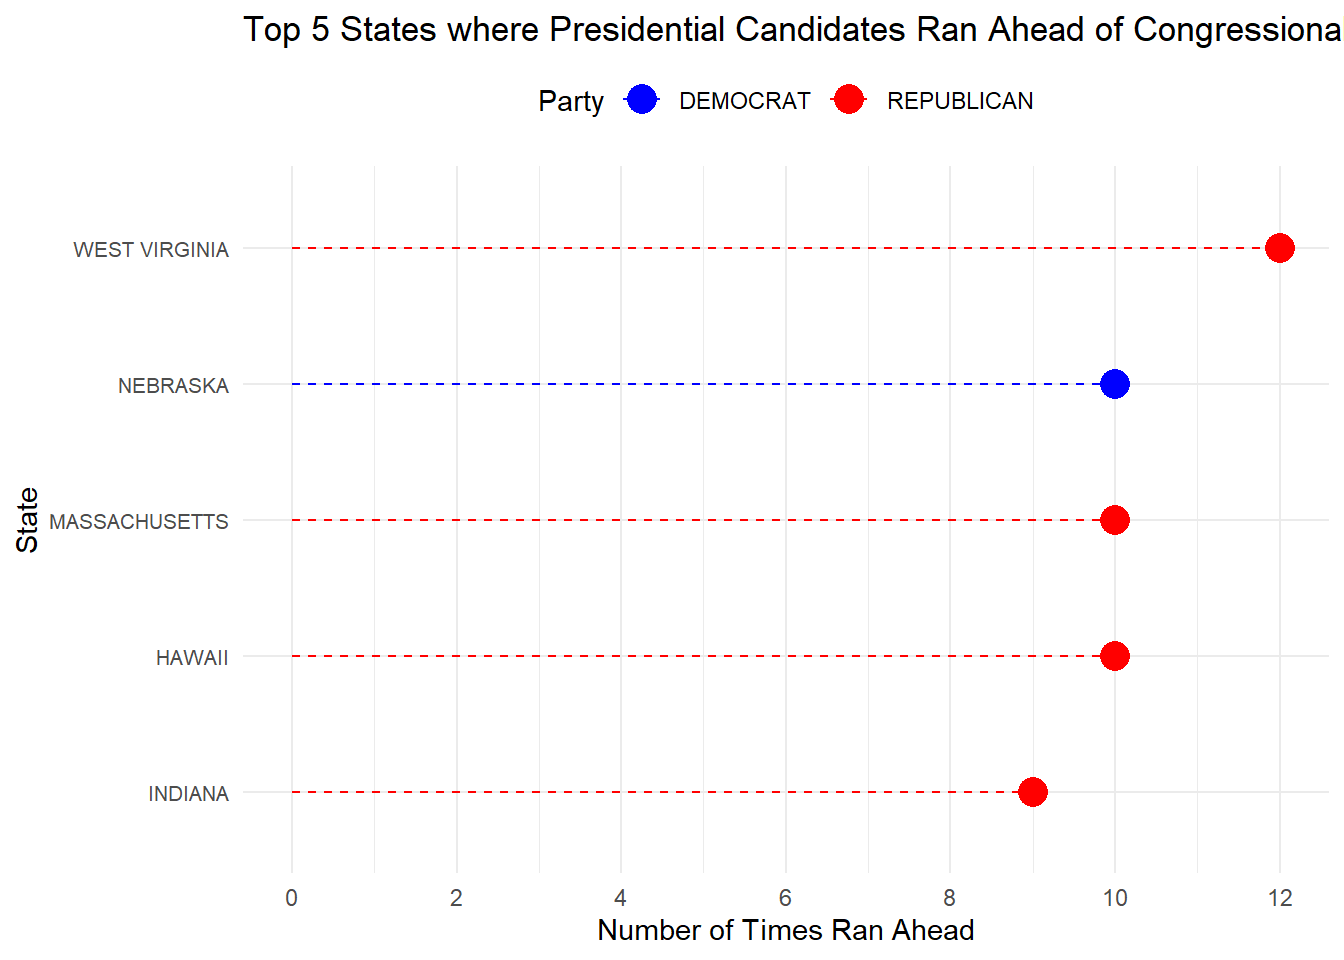 Top 5 States where Presidential Candidates Ran Ahead of Congressiona
Party DEMOCRAT REPUBLICAN
WEST VIRGINIA
NEBRASKA
MASSACHUSETTS
HAWAII
INDIANA
State
0 2 4 6 8 10 12
Number of Times Ran Ahead